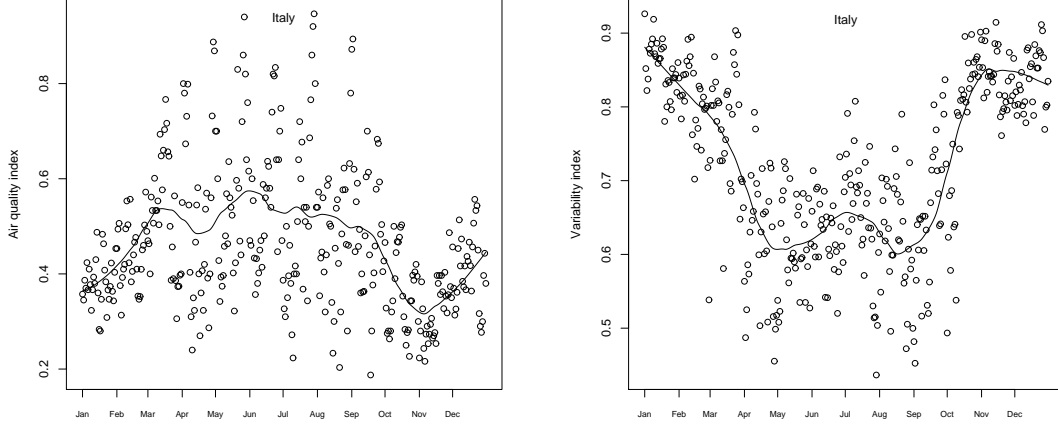 Italy
Air quality index
0.8
0.6
0.4
0.2
Jan Feb Mar Apr May Jun Jul Aug Sep Oct Nov Dec
Italy
Variability index
0.9
0.8
0.7
0.6
0.5
Jan Feb Mar Apr May Jun Jul Aug Sep Oct Nov Dec